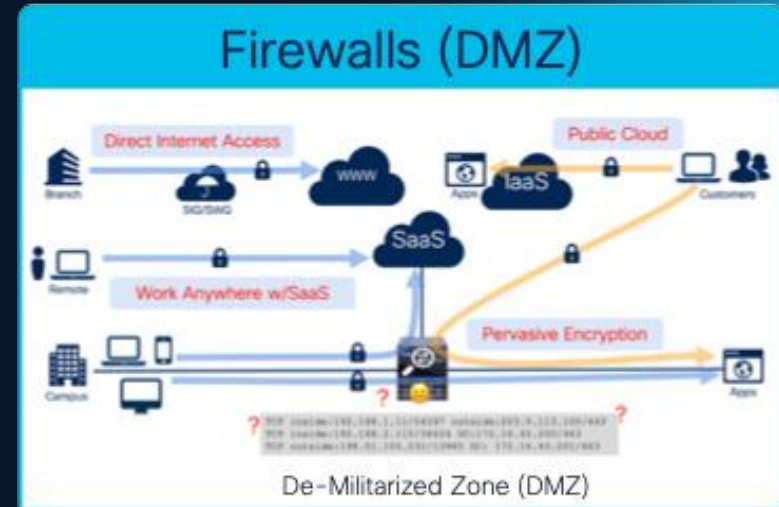 Firewalls (DMZ)
Direct Internet Access
Public Cloud
Branch
SIG/SWG
www
Apps
IaaS
Customers
SaaS
Remote
Work Anywhere w/SaaS
Pervasive Encryption
Campus
Apps
?
?
?
De-Militarized Zone (DMZ)